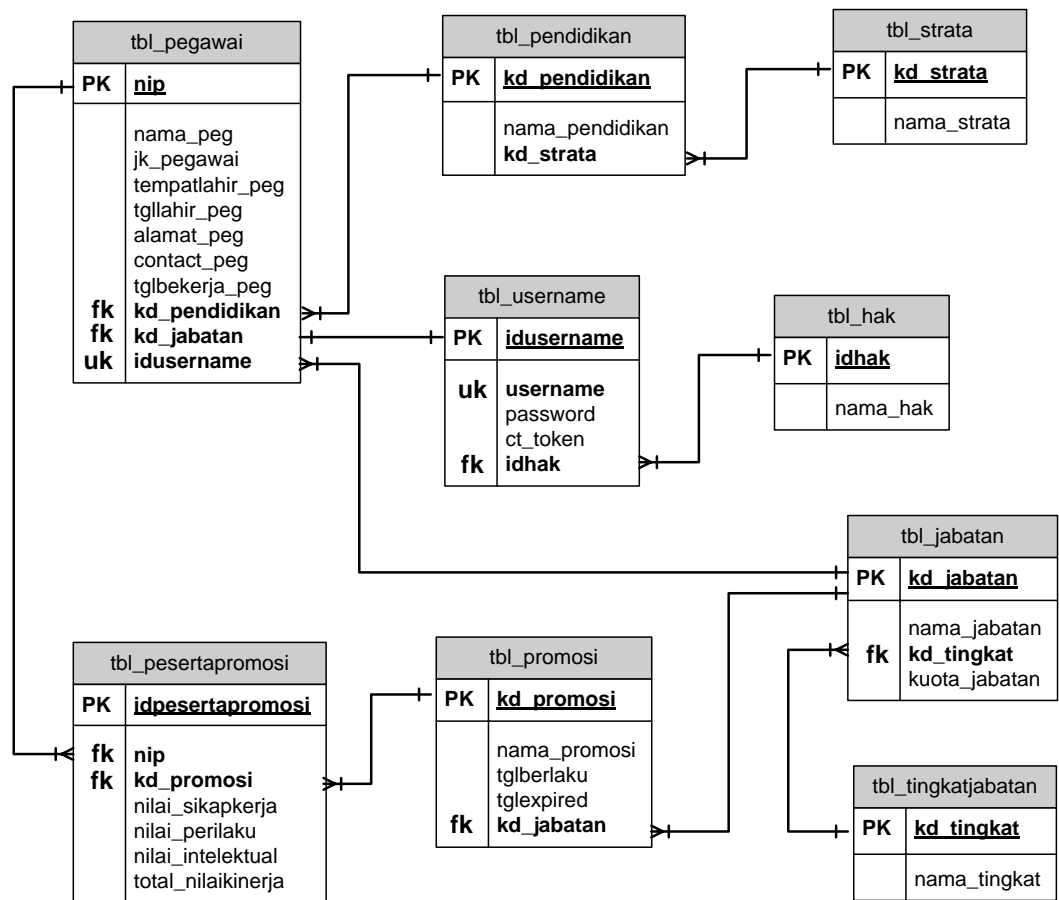 tbl_pegawai
PK nip
nama_peg
jk_pegawai
tempatlahir_peg
tgllahir_peg
alamat_peg
contact_peg
tglbekerja_peg
fk kd_pendidikan
fk kd_jabatan
uk idusername
tbl_pendidikan
PK kd_pendidikan
nama_pendidikan
kd_strata
tbl_strata
PK kd_strata
nama_strata
tbl_username
PK idusername
uk username
password
ct_token
fk idhak
tbl_hak
PK idhak
nama_hak
tbl_jabatan
PK kd_jabatan
nama_jabatan
fk kd_tingkat
kuota_jabatan
tbl_pesertapromosi
PK idpesertapromosi
fk nip
fk kd_promosi
nilai_sikapkerja
nilai_perilaku
nilai_intelektual
total_nilaikinerja
tbl_promosi
PK kd_promosi
nama_promosi
tglberlaku
tglexpired
fk kd_jabatan
tbl_tingkatjabatan
PK kd_tingkat
nama_tingkat